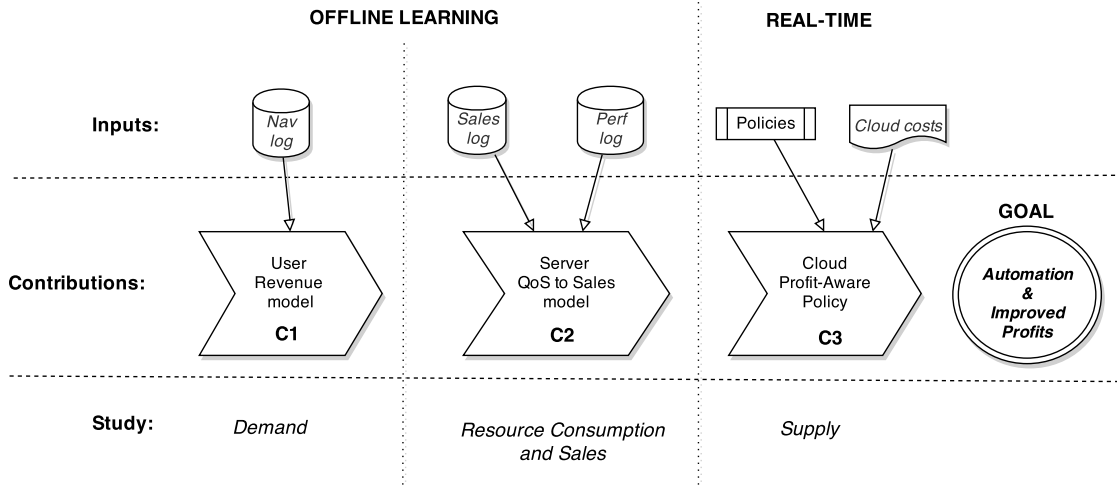 OFFLINE LEARNING
REAL-TIME
Inputs:
Nav
log
Sales
log
Perf
log
Policies
Cloud costs
Contributions:
User
Revenue
model
C1
Server
QoS to Sales
model
C2
Cloud
Profit-Aware
Policy
C3
GOAL
Automation
&
Improved
Profits
Study:
Demand
Resource Consumption
and Sales
Supply